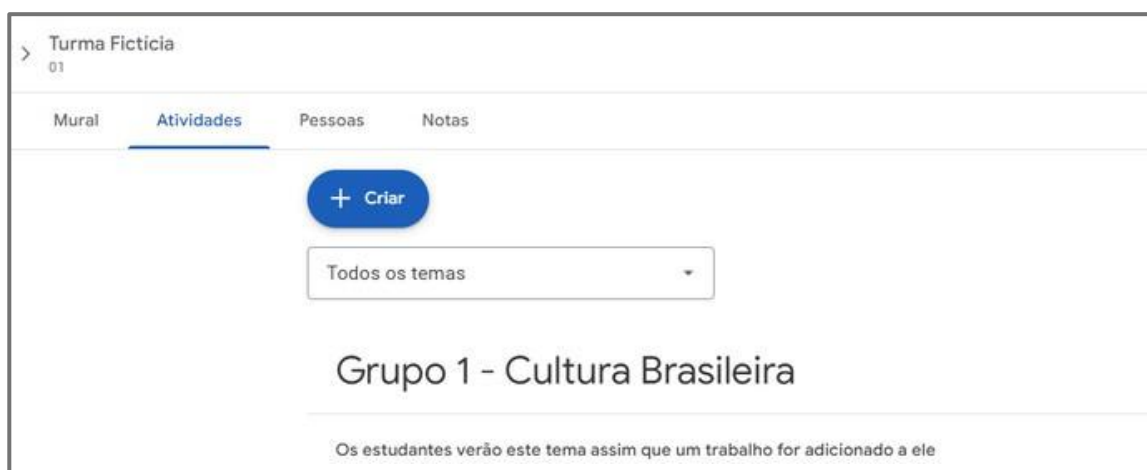 Turma Fictícia
01
Mural Atividades Pessoas Notas
+ Criar
Todos os temas
Grupo 1 - Cultura Brasileira
Os estudantes verão este tema assim que um trabalho for adicionado a ele